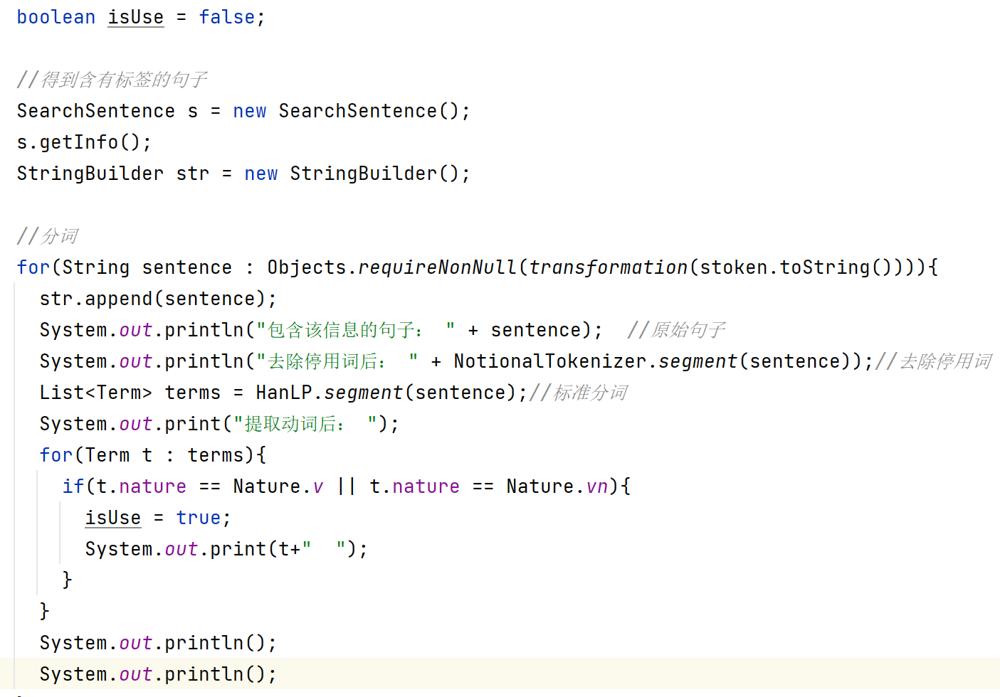 boolean isUse = false;
//得到含有标签的句子
SearchSentence s = new SearchSentence();
s.getInfo();
StringBuilder str = new StringBuilder();
//分词
for(String sentence : Objects.requireNonNull(transformation(stoken.toString()))){
str.append(sentence);
System.out.println("包含该信息的句子： " + sentence);  //原始句子
System.out.println("去除停用词后： " + NotionalTokenizer.segment(sentence));//去除停用词
List<Term> terms = HanLP.segment(sentence);//标准分词
System.out.print("提取动词后： ");
for(Term t : terms){
if(t.nature == Nature.v || t.nature == Nature.vn){
isUse = true;
System.out.print(t+"  ");
}
}
System.out.println();
System.out.println();